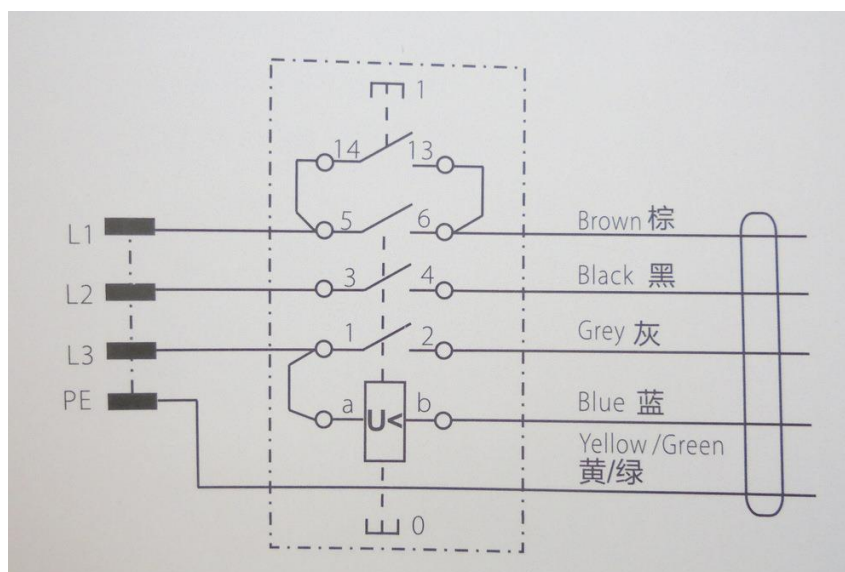 1
14 13
L1 5 6 Brown 棕
L2 3 4 Black 黑
L3 1 2 Grey 灰
PE a U< b Blue 蓝
Yellow/Green
黄/绿
0